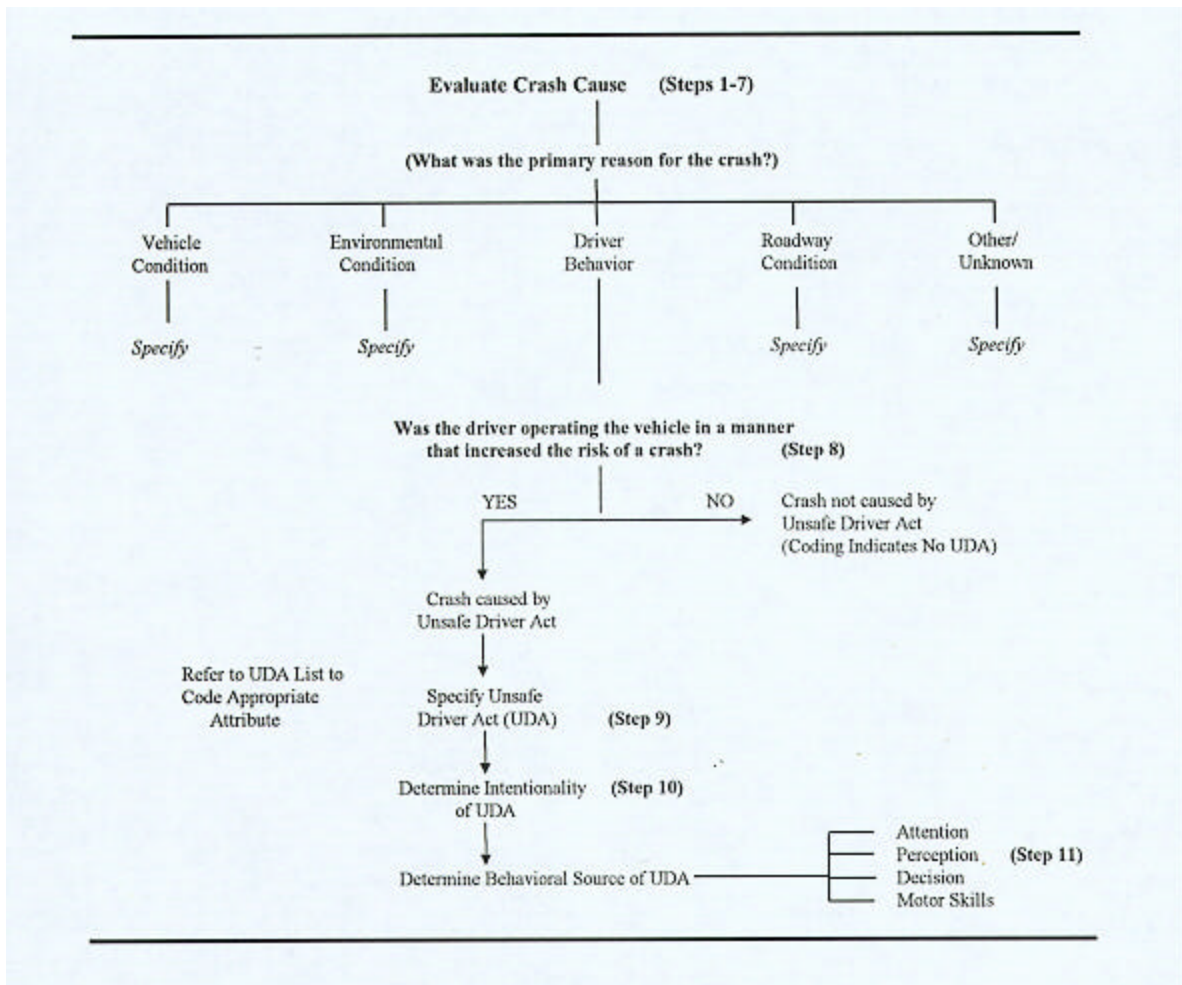 Evaluate Crash Cause (Steps 1-7)
(What was the primary reason for the crash?)
Vehicle
Condition
Environmental
Condition
Driver
Behavior
Roadway
Condition
Other/
Unknown
Specify
Specify
Specify
Specify
Was the driver operating the vehicle in a manner
that increased the risk of a crash? (Step 8)
YES
NO
Crash not caused by
Unsafe Driver Act
(Coding Indicates No UDA)
Crash caused by
Unsafe Driver Act
Refer to UDA List to
Code Appropriate
Attribute
Specify Unsafe
Driver Act (UDA) (Step 9)
Determine Intentionality (Step 10)
of UDA
Determine Behavioral Source of UDA
Attention
Perception (Step 11)
Decision
Motor Skills